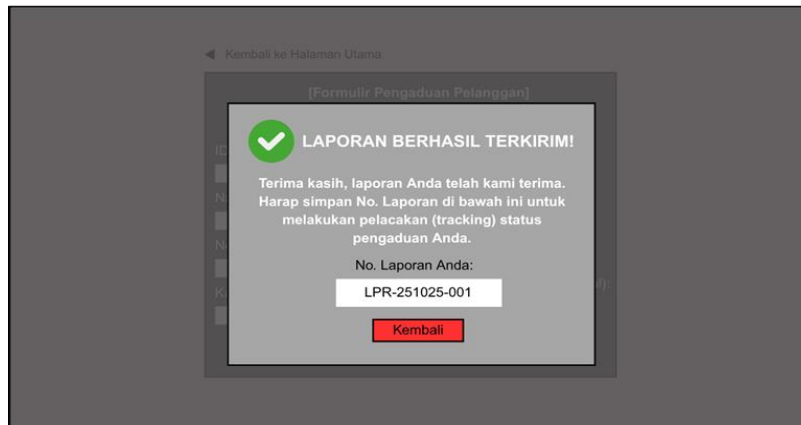 Kembali ke Halaman Utama
[Formulir Pengaduan Pelanggan]
LAPORAN BERHASIL TERKIRIM!
Terima kasih, laporan Anda telah kami terima.
Harap simpan No. Laporan di bawah ini untuk
melakukan pelacakan (tracking) status
pengaduan Anda.
No. Laporan Anda:
LPR-251025-001
Kembali